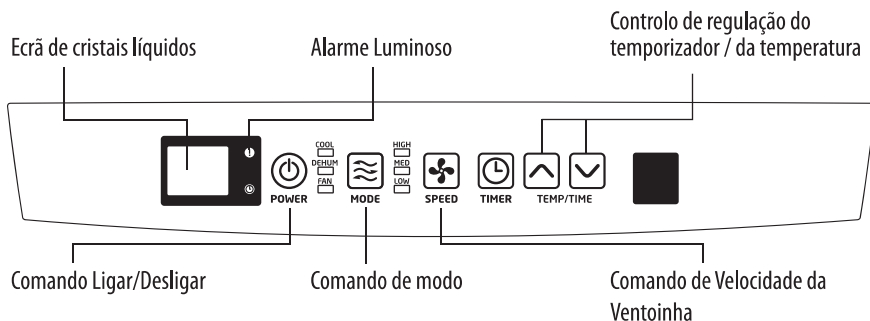 Controlo de regulação do
temporizador / da temperatura
Ecrã de cristais líquidos
Alarme Luminoso
COOL
DEHUM
FAN
HIGH
MED
LOW
POWER
MODE
SPEED
TIMER
TEMP/TIME
Comando Ligar/Desligar
Comando de modo
Comando de Velocidade da
Ventoinha